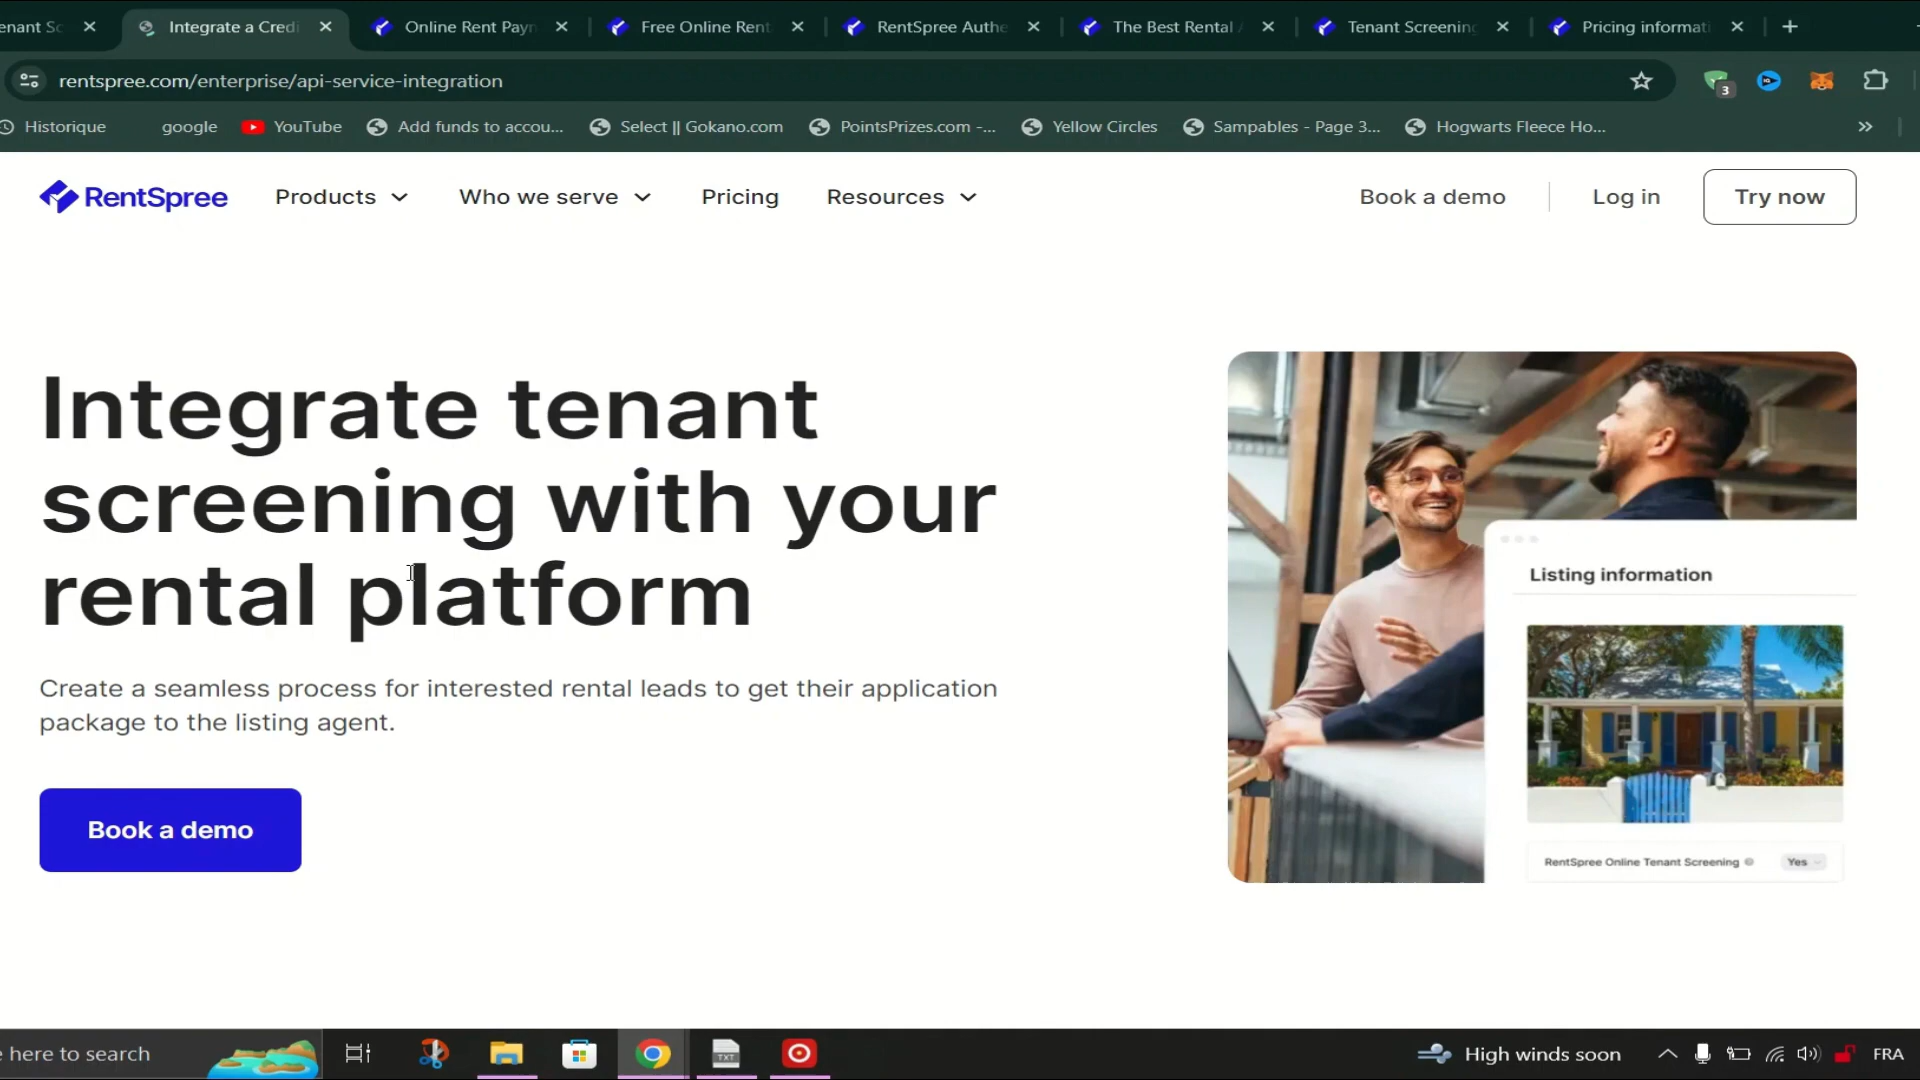 enant Sc
Integrate a Credi
Online Rent Payn
Free Online Rent
RentSpree Authe
The Best Rental A
Tenant Screening
Pricing informati
rentspree.com/enterprise/api-service-integration
3
Historique
google
YouTube
Add funds to accou...
Select || Gokano.com
PointsPrizes.com -...
Yellow Circles
Sampables - Page 3...
Hogwarts Fleece Ho...
RentSpree
Products
Who we serve
Pricing
Resources
Book a demo
Log in
Try now
Integrate tenant
screening with your
rental platform
Create a seamless process for interested rental leads to get their application
package to the listing agent.
Book a demo
Listing information
RentSpree Online Tenant Screening
Yes
e here to search
TXT
High winds soon
FRA